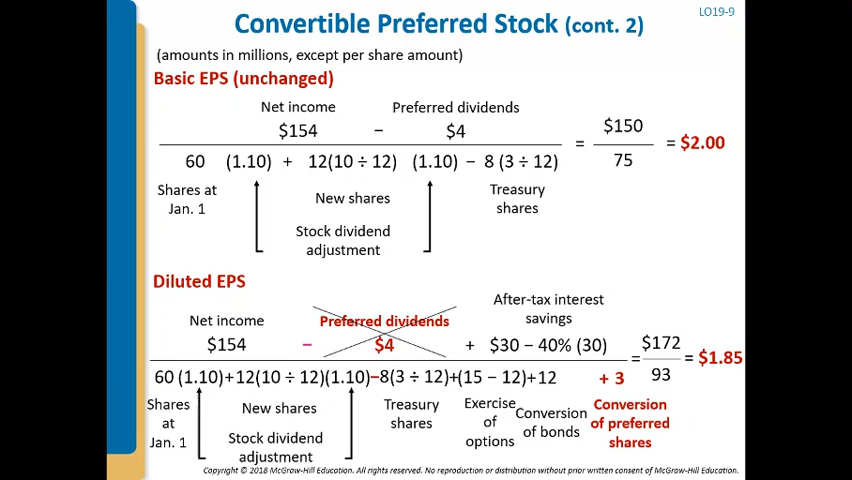 LO19-9
Convertible Preferred Stock (cont. 2)
(amounts in millions, except per share amount)
Basic EPS (unchanged)
Net income Preferred dividends
$154 − $4
= $150 = $2.00
60 (1.10) + 12(10 ÷ 12) (1.10) − 8 (3 ÷ 12) 75
Shares at New shares Treasury
Jan. 1 shares
Stock dividend
adjustment
Diluted EPS
After-tax interest
savings
Net income Preferred dividends
$154 − $4 + $30 − 40% (30) = $172 = $1.85
60 (1.10)+12(10 ÷ 12)(1.10)−8(3 ÷ 12)+(15 − 12)+12 + 3 93
Shares New shares Treasury Exercise Conversion Conversion
at shares of of bonds of preferred
Jan. 1 Stock dividend options shares
adjustment
Copyright © 2018 McGraw-Hill Education. All rights reserved. No reproduction or distribution without prior written consent of McGraw-Hill Education.